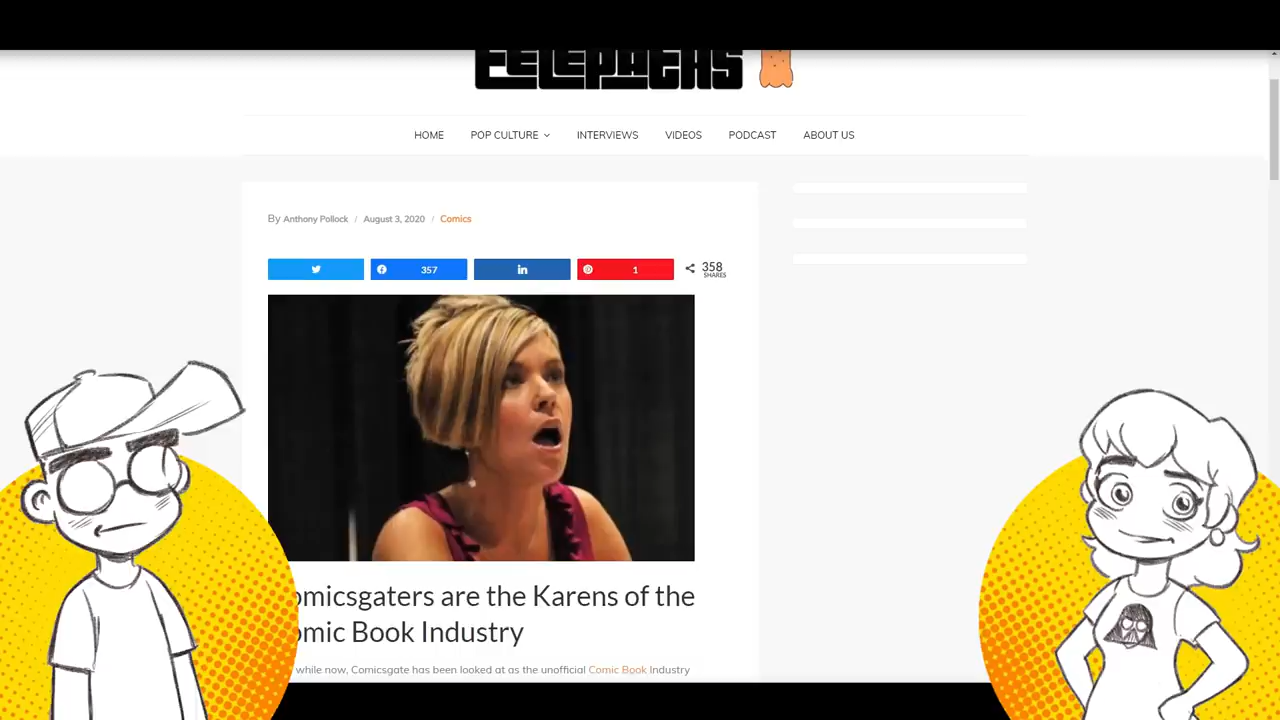 HOME
POP CULTURE
INTERVIEWS
VIDEOS
PODCAST
ABOUT US
By Anthony Pollock / August 3, 2020 / Comics
357
1
358
SHARES
omicsgaters are the Karens of the
omic Book Industry
while now, Comicsgate has been looked at as the unofficial Comic Book Industry